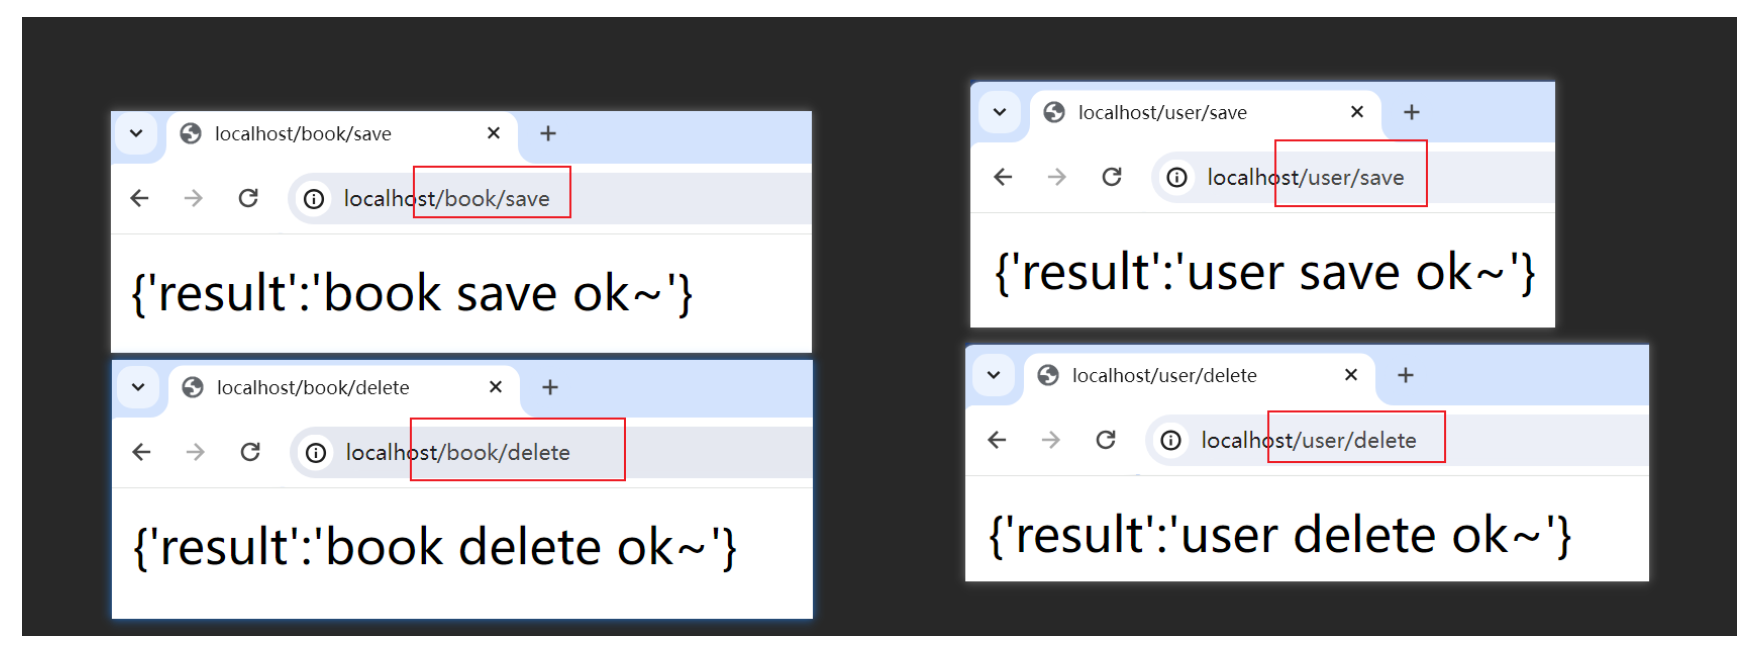 localhost/book/save
localhost/book/save
{'result':'book save ok~'}
localhost/book/delete
localhost/book/delete
{'result':'book delete ok~'}
localhost/user/save
localhost/user/save
{'result':'user save ok~'}
localhost/user/delete
localhost/user/delete
{'result':'user delete ok~'}